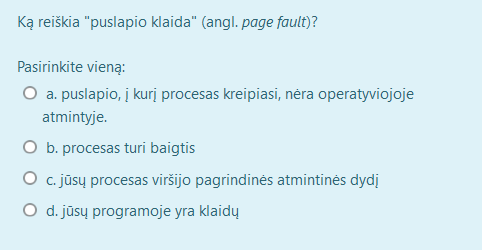 Ką reiškia "puslapio klaida" (angl. page fault)?
Pasirinkite vieną:
a. puslapio, į kurį procesas kreipiasi, nėra operatyviojoje
atmintyje.
b. procesas turi baigtis
c. jūsų procesas viršijo pagrindinės atmintinės dydį
d. jūsų programoje yra klaidų